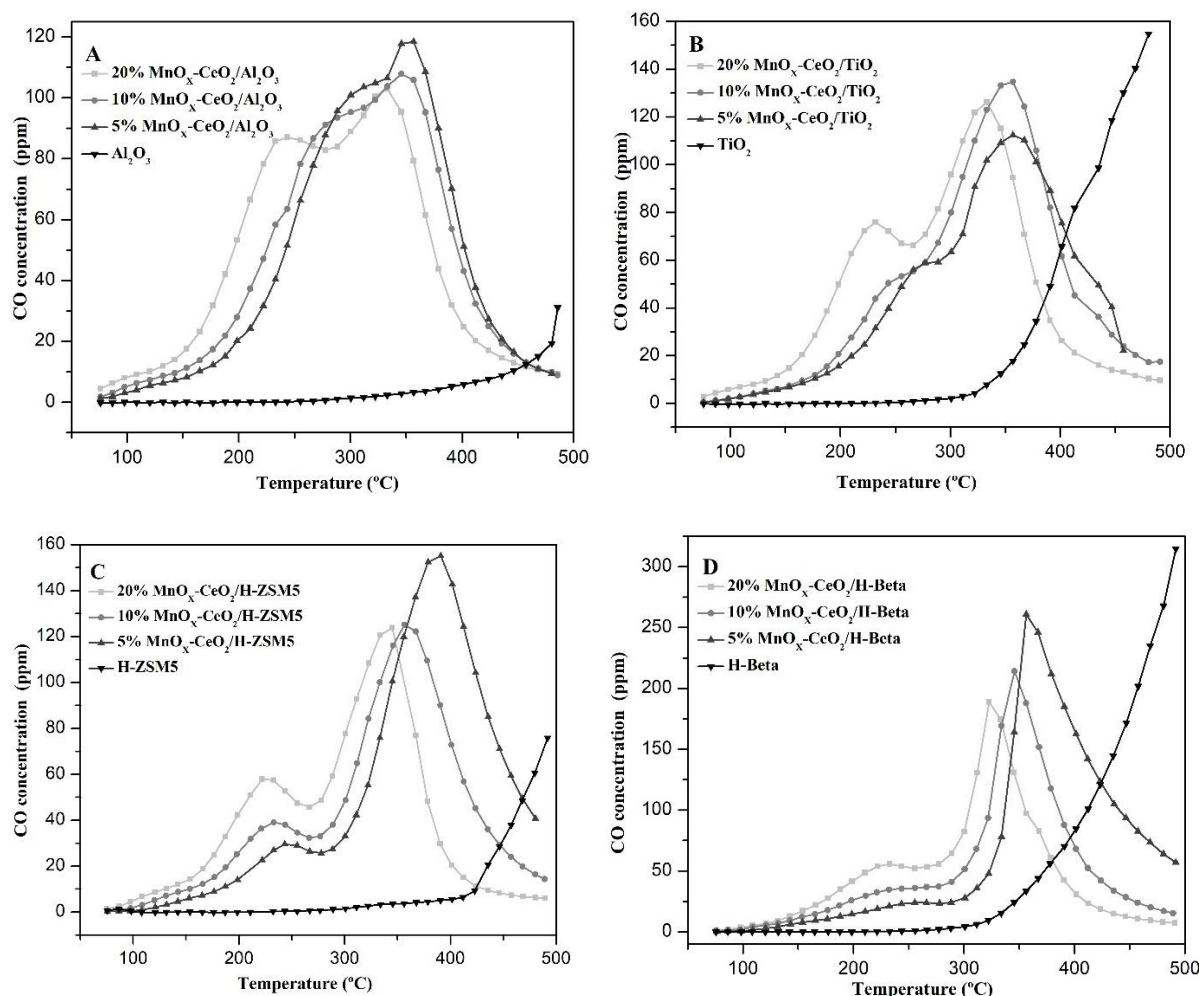 A
20% MnOₓ-CeO₂/Al₂O₃
10% MnOₓ-CeO₂/Al₂O₃
5% MnOₓ-CeO₂/Al₂O₃
Al₂O₃
CO concentration (ppm)
120
100
80
60
40
20
0
100
200
300
400
500
Temperature (ºC)
B
20% MnOₓ-CeO₂/TiO₂
10% MnOₓ-CeO₂/TiO₂
5% MnOₓ-CeO₂/TiO₂
TiO₂
CO concentration (ppm)
160
140
120
100
80
60
40
20
0
100
200
300
400
500
Temperature (ºC)
C
20% MnOₓ-CeO₂/H-ZSM5
10% MnOₓ-CeO₂/H-ZSM5
5% MnOₓ-CeO₂/H-ZSM5
H-ZSM5
CO concentration (ppm)
160
140
120
100
80
60
40
20
0
100
200
300
400
500
Temperature (ºC)
D
20% MnOₓ-CeO₂/H-Beta
10% MnOₓ-CeO₂/H-Beta
5% MnOₓ-CeO₂/H-Beta
H-Beta
CO concentration (ppm)
300
250
200
150
100
50
0
100
200
300
400
500
Temperature (ºC)